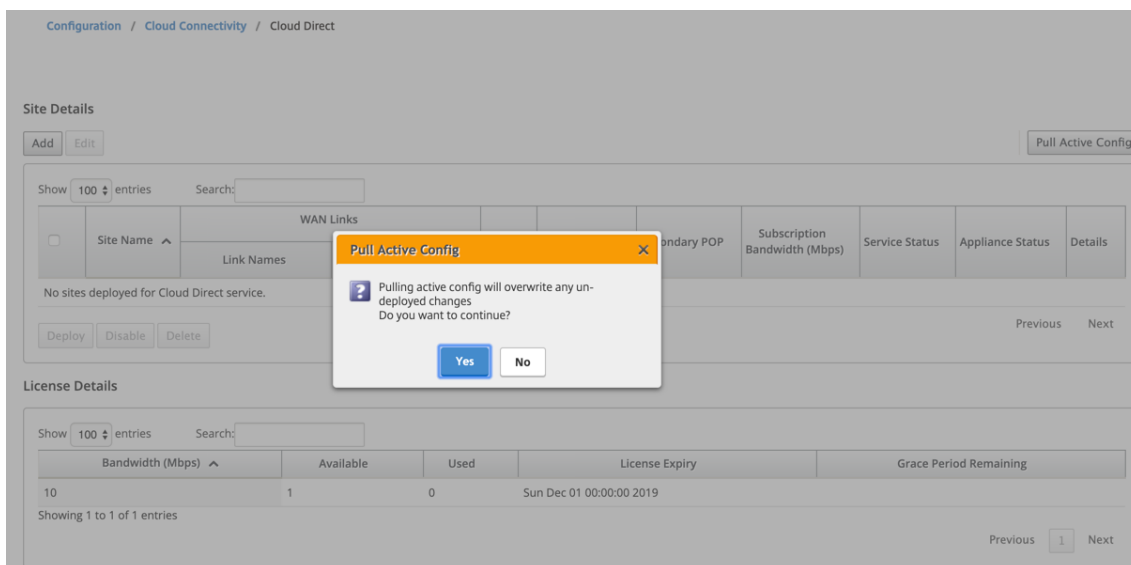 Configuration / Cloud Connectivity / Cloud Direct
Site Details
Add Edit
Pull Active Config
Show 100 entries Search:
WAN Links
Site Name
Link Names
ondary POP
Subscription
Bandwidth (Mbps)
Service Status
Appliance Status
Details
No sites deployed for Cloud Direct service.
Previous Next
Deploy Disable Delete
Pull Active Config
Pulling active config will overwrite any un-
deployed changes
Do you want to continue?
Yes No
License Details
Show 100 entries Search:
Bandwidth (Mbps) Available Used License Expiry Grace Period Remaining
10 1 0 Sun Dec 01 00:00:00 2019
Showing 1 to 1 of 1 entries
Previous 1 Next